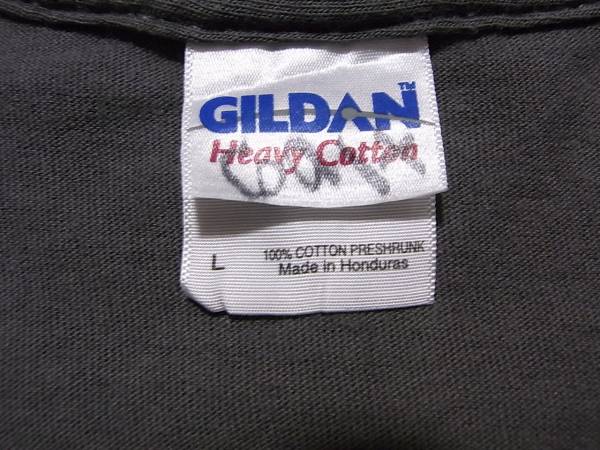 GILDAN™
Heavy Cotton
L
100% COTTON PRESHRUNK
Made in Honduras